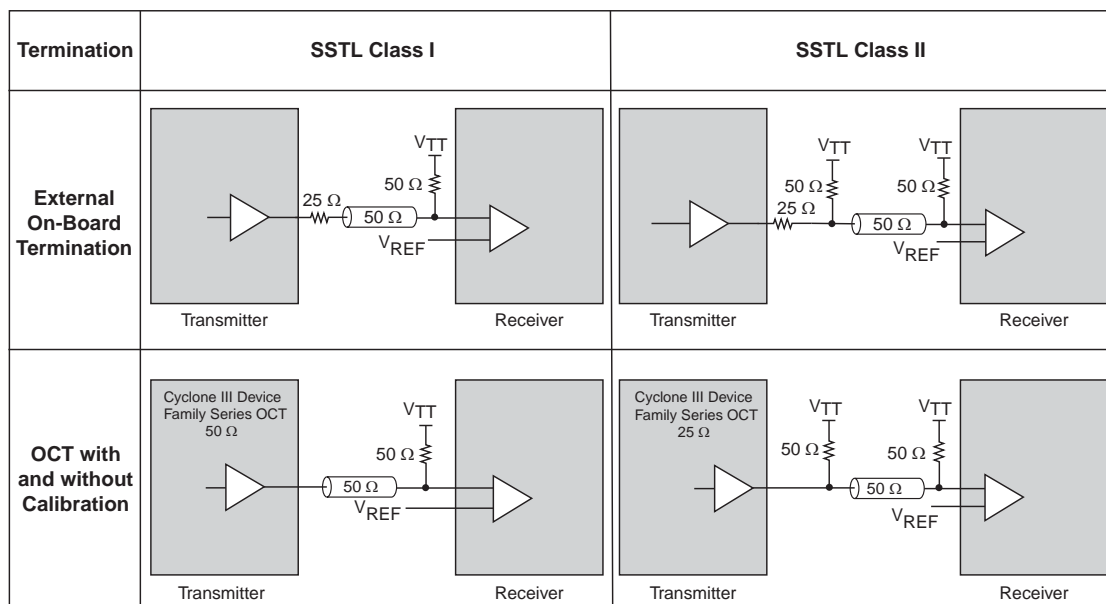 Termination
SSTL Class I
SSTL Class II
External
On-Board
Termination
VTT
50 Ω
25 Ω
50 Ω
VREF
Transmitter
Receiver
VTT
VTT
50 Ω
50 Ω
25 Ω
50 Ω
VREF
Transmitter
Receiver
OCT with
and without
Calibration
Cyclone III Device
Family Series OCT
50 Ω
VTT
50 Ω
50 Ω
VREF
Transmitter
Receiver
Cyclone III Device
Family Series OCT
25 Ω
VTT
VTT
50 Ω
50 Ω
50 Ω
VREF
Transmitter
Receiver